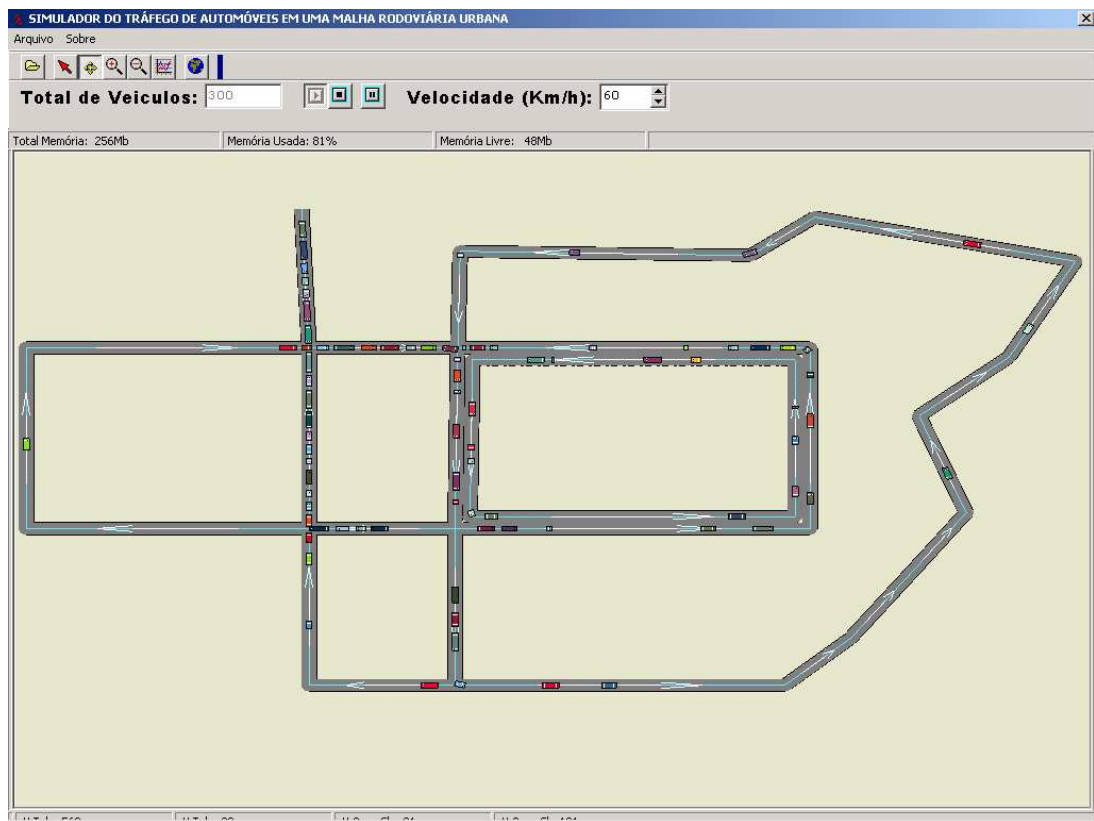 SIMULADOR DO TRÁFEGO DE AUTOMÓVEIS EM UMA MALHA RODOVIÁRIA URBANA
Arquivo Sobre
Total de Veiculos: 300 Velocidade (Km/h): 60
Total Memória: 256Mb Memória Usada: 81% Memória Livre: 48Mb